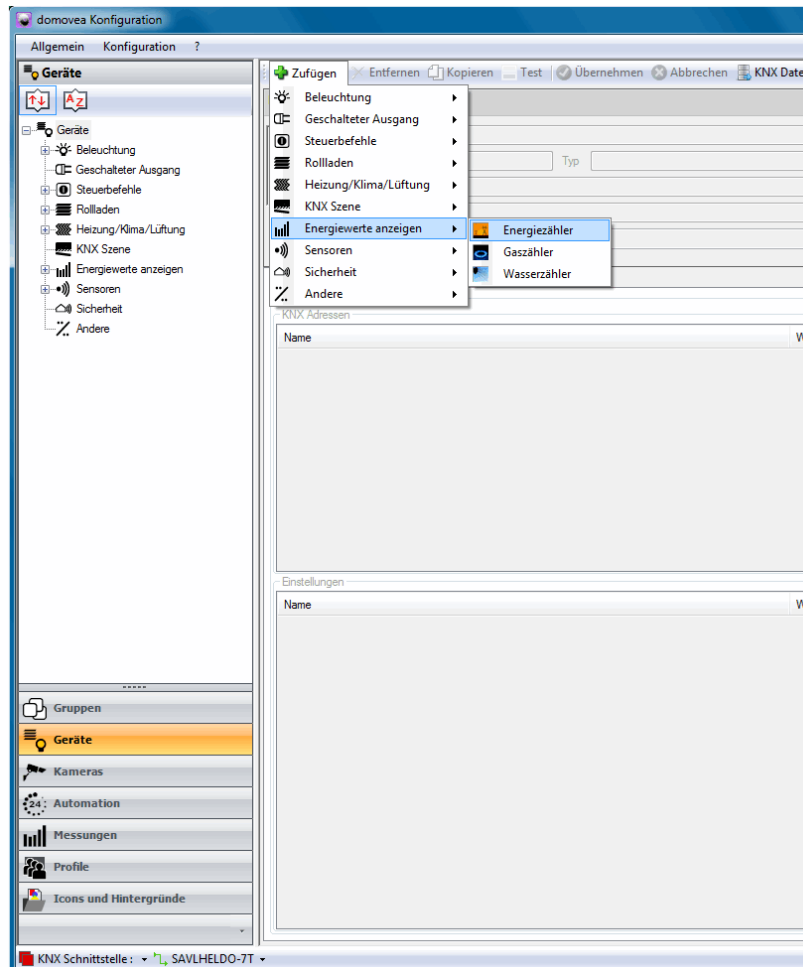 domovea Konfiguration
Allgemein Konfiguration ?
Geräte
Zufügen Entfernen Kopieren Test Übernehmen Abbrechen KNX Date
A Z
Geräte
Beleuchtung
Geschalteter Ausgang
Steuerbefehle
Rollladen
Heizung/Klima/Lüftung
KNX Szene
Energiewerte anzeigen
Sensoren
Sicherheit
Andere
Beleuchtung
Geschalteter Ausgang
Steuerbefehle
Rollladen
Heizung/Klima/Lüftung
KNX Szene
Energiewerte anzeigen
Sensoren
Sicherheit
Andere
Energiezähler
Gaszähler
Wasserzähler
Typ
KNX Adressen
Name W
Einstellungen
Name W
Gruppen
Geräte
Kameras
24 Automation
Messungen
Profile
Icons und Hintergründe
KNX Schnittstelle : SAVLHELDO-7T